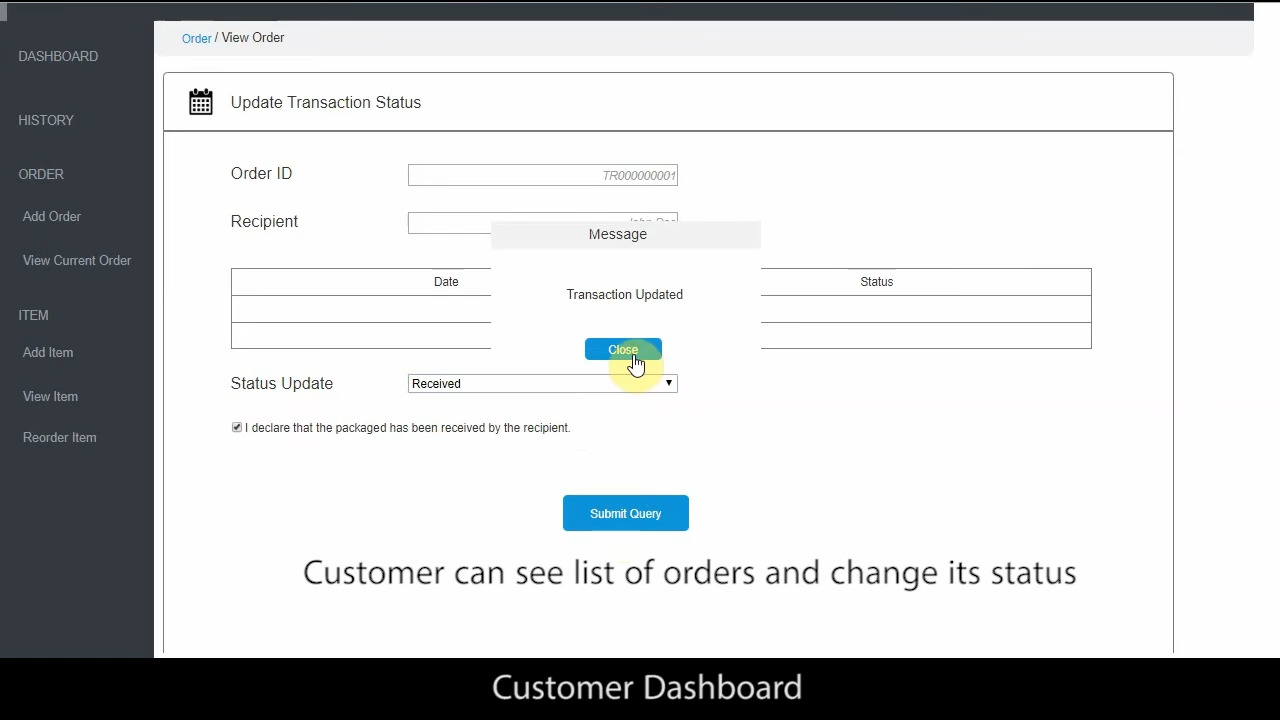 Order / View Order
DASHBOARD
HISTORY
ORDER
Add Order
View Current Order
ITEM
Add Item
View Item
Reorder Item
Update Transaction Status
Order ID
TR000000001
Recipient
Message
Date
Status
Transaction Updated
Close
Status Update
Received
I declare that the packaged has been received by the recipient.
Submit Query
Customer can see list of orders and change its status
Customer Dashboard